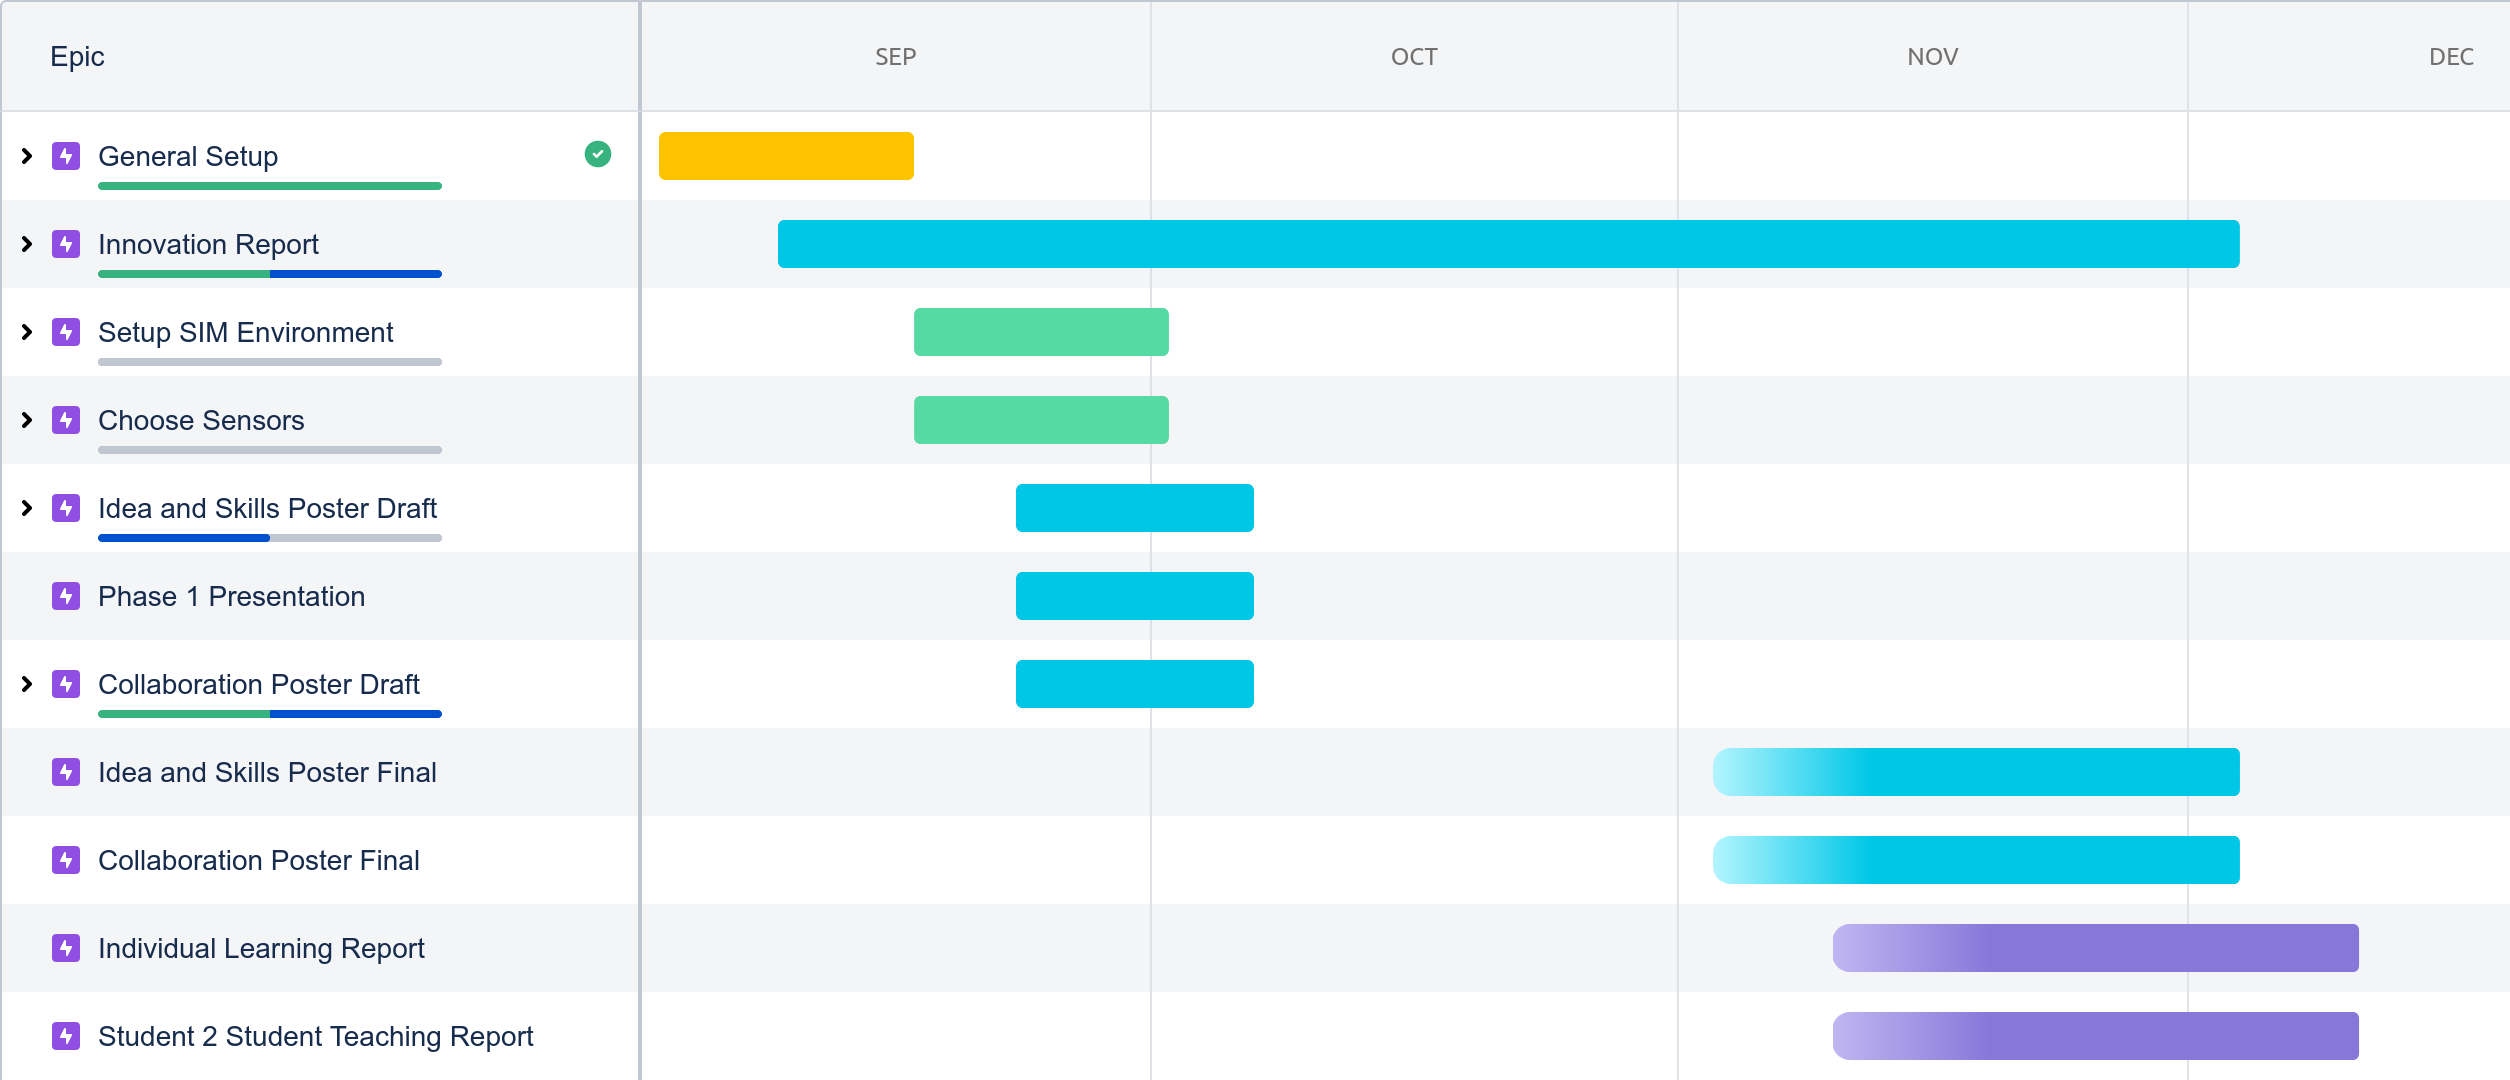 Epic
SEP
OCT
NOV
DEC
General Setup
Innovation Report
Setup SIM Environment
Choose Sensors
Idea and Skills Poster Draft
Phase 1 Presentation
Collaboration Poster Draft
Idea and Skills Poster Final
Collaboration Poster Final
Individual Learning Report
Student 2 Student Teaching Report